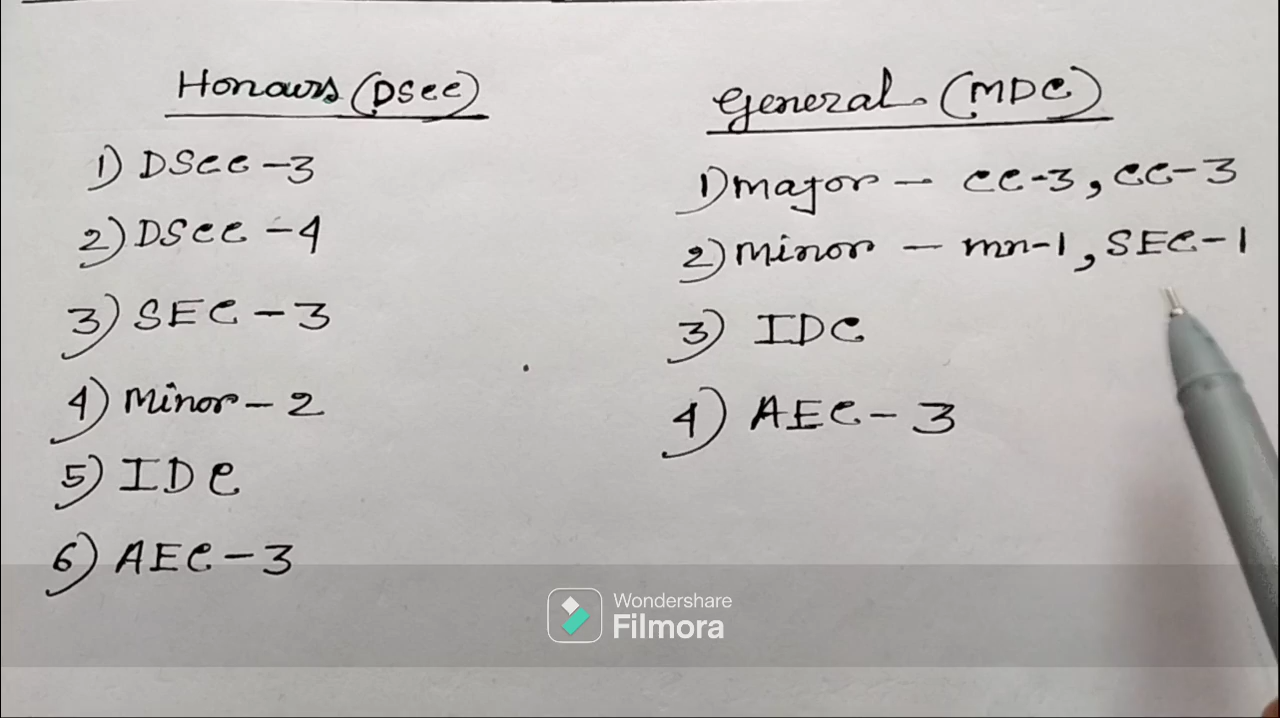 Honours (DSCC)
1) DSCC - 3
2) DSCC - 4
3) SEC - 3
4) Minor - 2
5) IDC
6) AEC - 3
General (MDC)
1) Major - CC-3, CC-3
2) Minor - mn-1, SEC-1
3) IDC
4) AEC - 3
Wondershare
Filmora